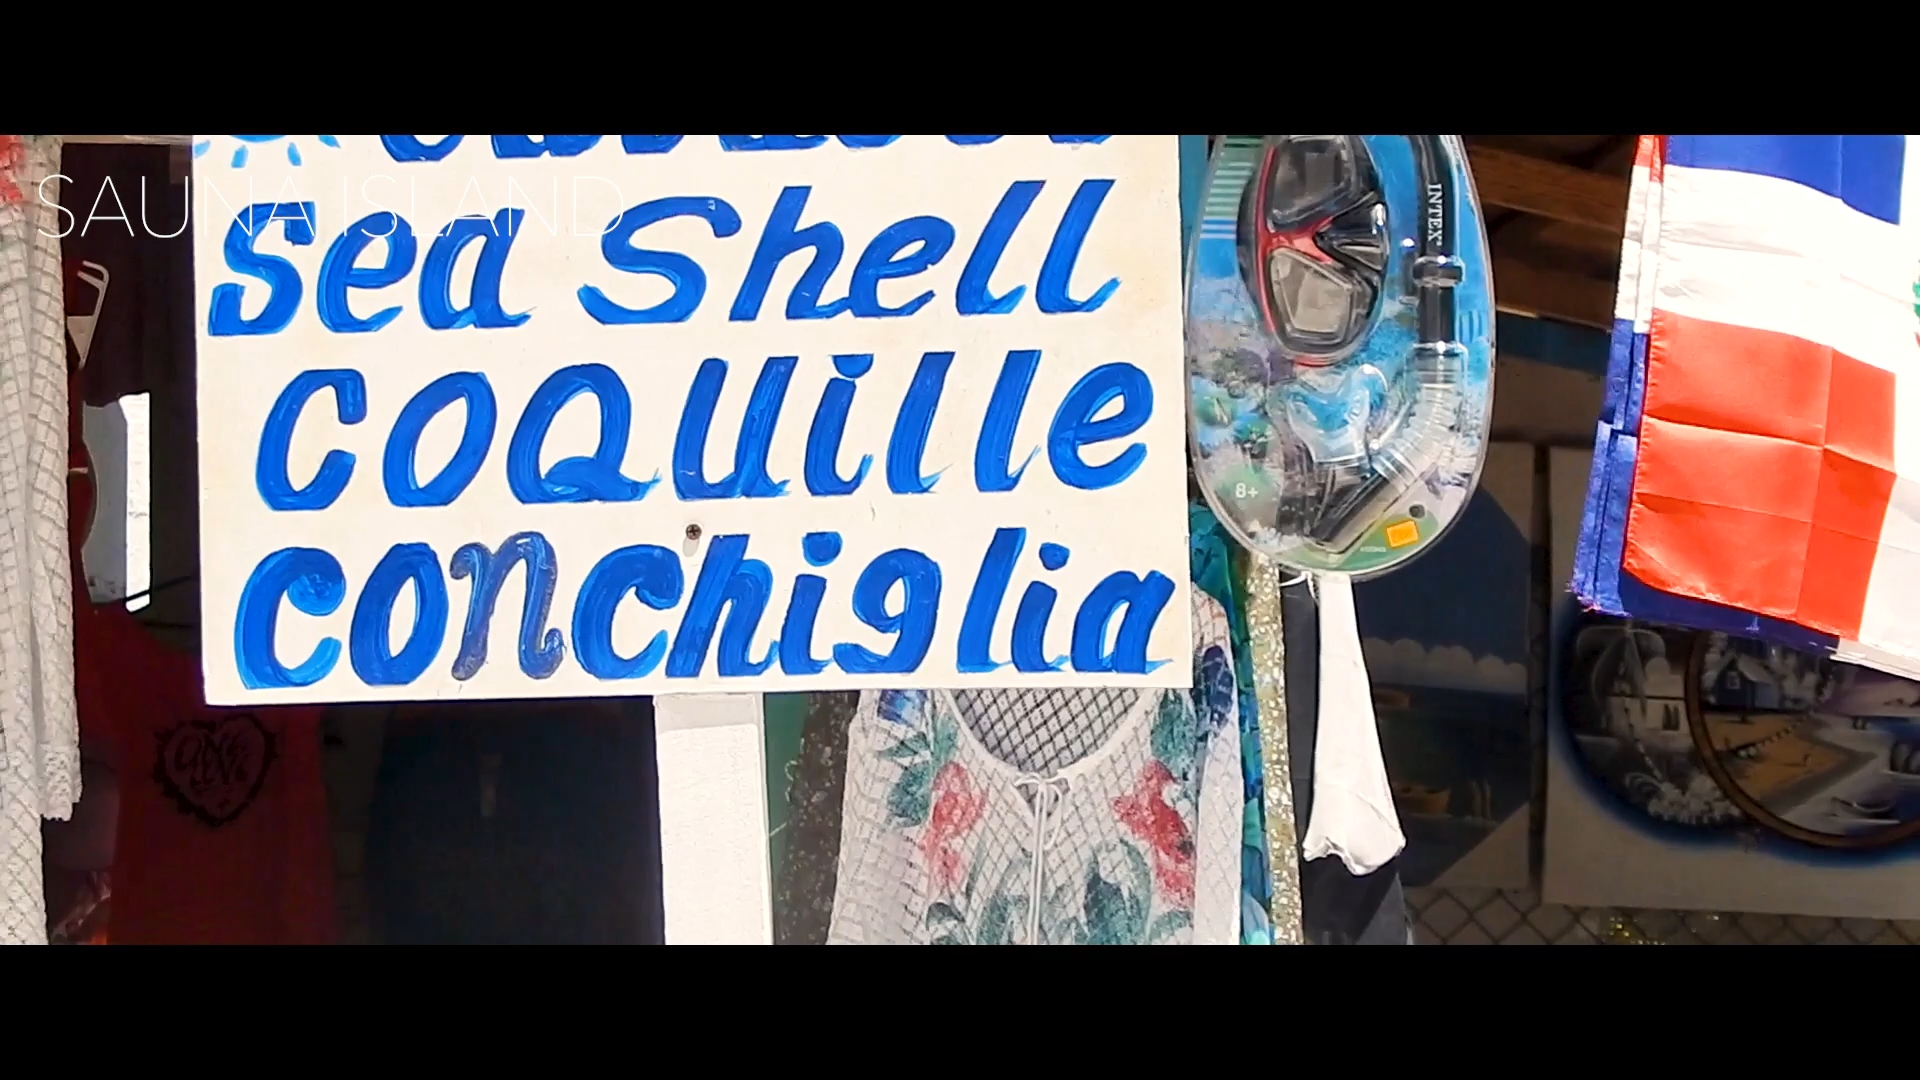 SAUNA ISLAND
Sea Shell
COQUille
conchiglia
INTEX
8+